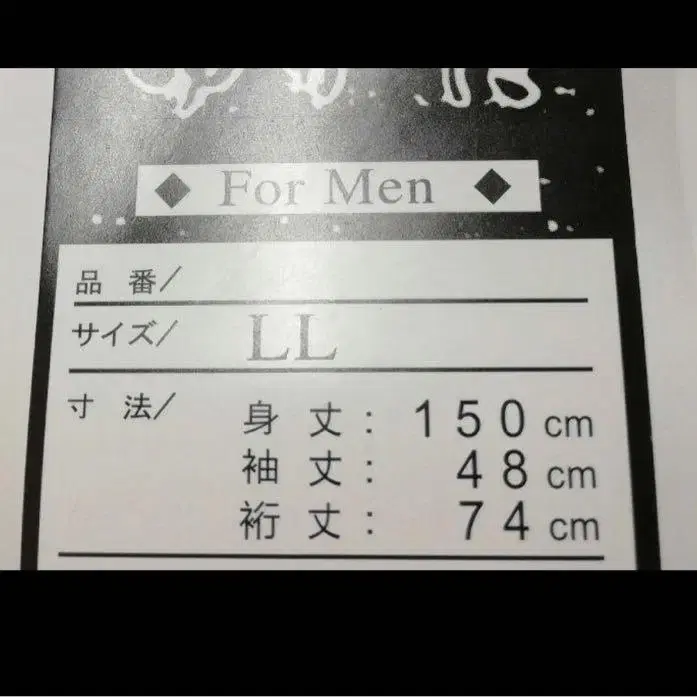 ◆ For Men ◆
品 番/
サイズ/ LL
寸 法/ 身 丈: 150 cm
袖 丈: 48 cm
裄 丈: 74 cm